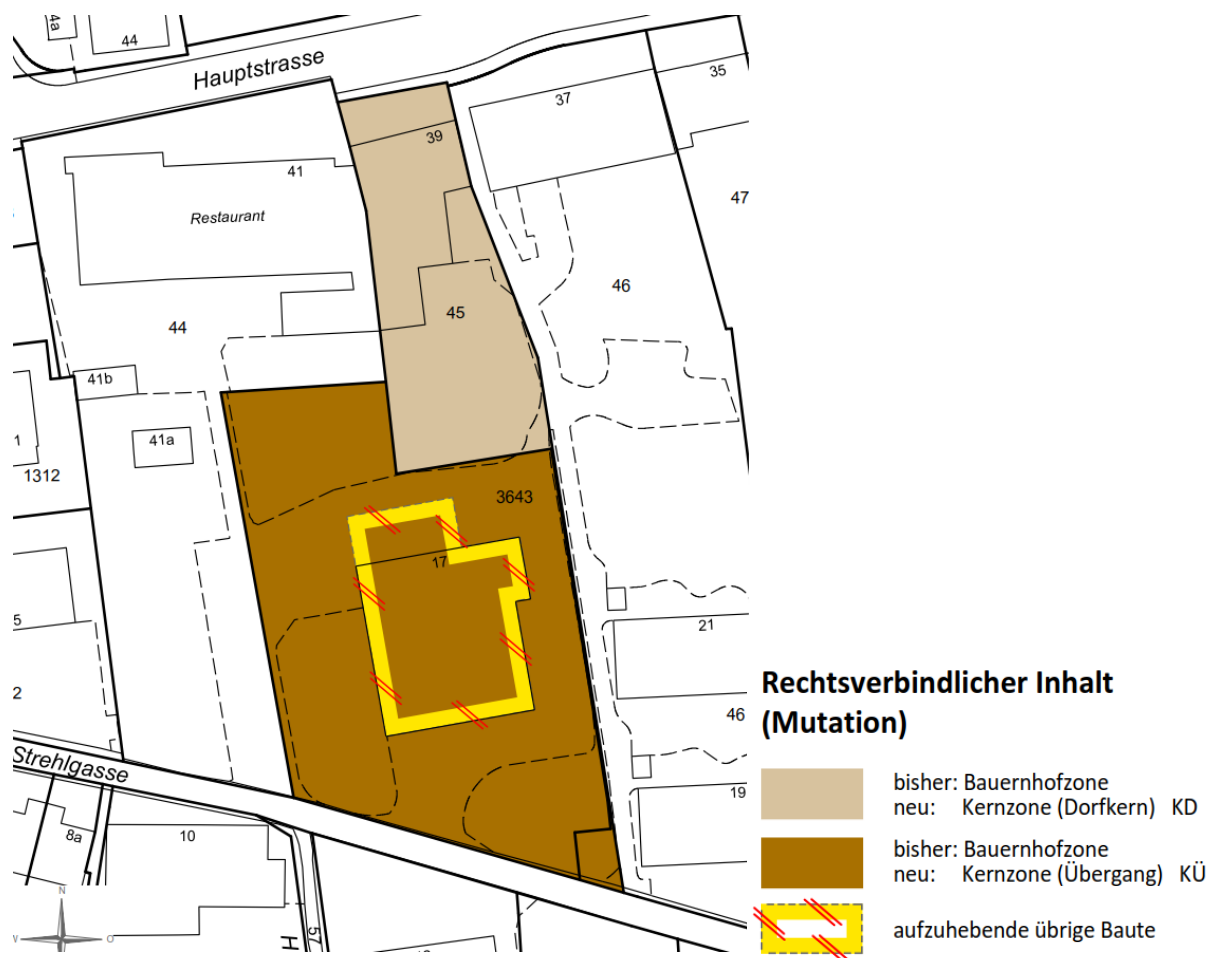 4a
44
Hauptstrasse
35
37
39
41
47
Restaurant
46
45
44
41b
41a
1
1312
3643
17
5
21
2
46
Strehlgasse
19
8a
10
57
H
N
W
O
Rechtsverbindlicher Inhalt
(Mutation)
bisher: Bauernhofzone
neu: Kernzone (Dorfkern) KD
bisher: Bauernhofzone
neu: Kernzone (Übergang) KÜ
aufzuhebende übrige Baute